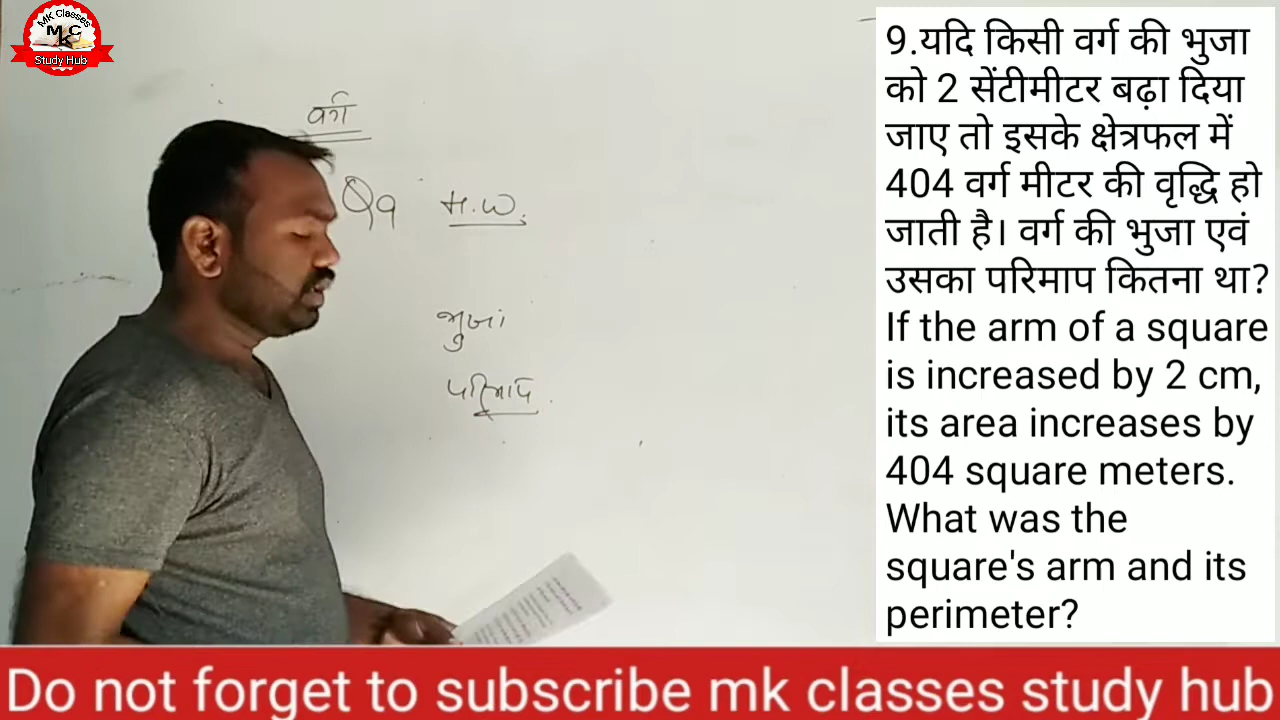 MK Classes
M K C
Study Hub
वर्ग
Q9 H.W.
भुजा
परिमाप
9.यदि किसी वर्ग की भुजा
को 2 सेंटीमीटर बढ़ा दिया
जाए तो इसके क्षेत्रफल में
404 वर्ग मीटर की वृद्धि हो
जाती है। वर्ग की भुजा एवं
उसका परिमाप कितना था?
If the arm of a square
is increased by 2 cm,
its area increases by
404 square meters.
What was the
square's arm and its
perimeter?
Do not forget to subscribe mk classes study hub